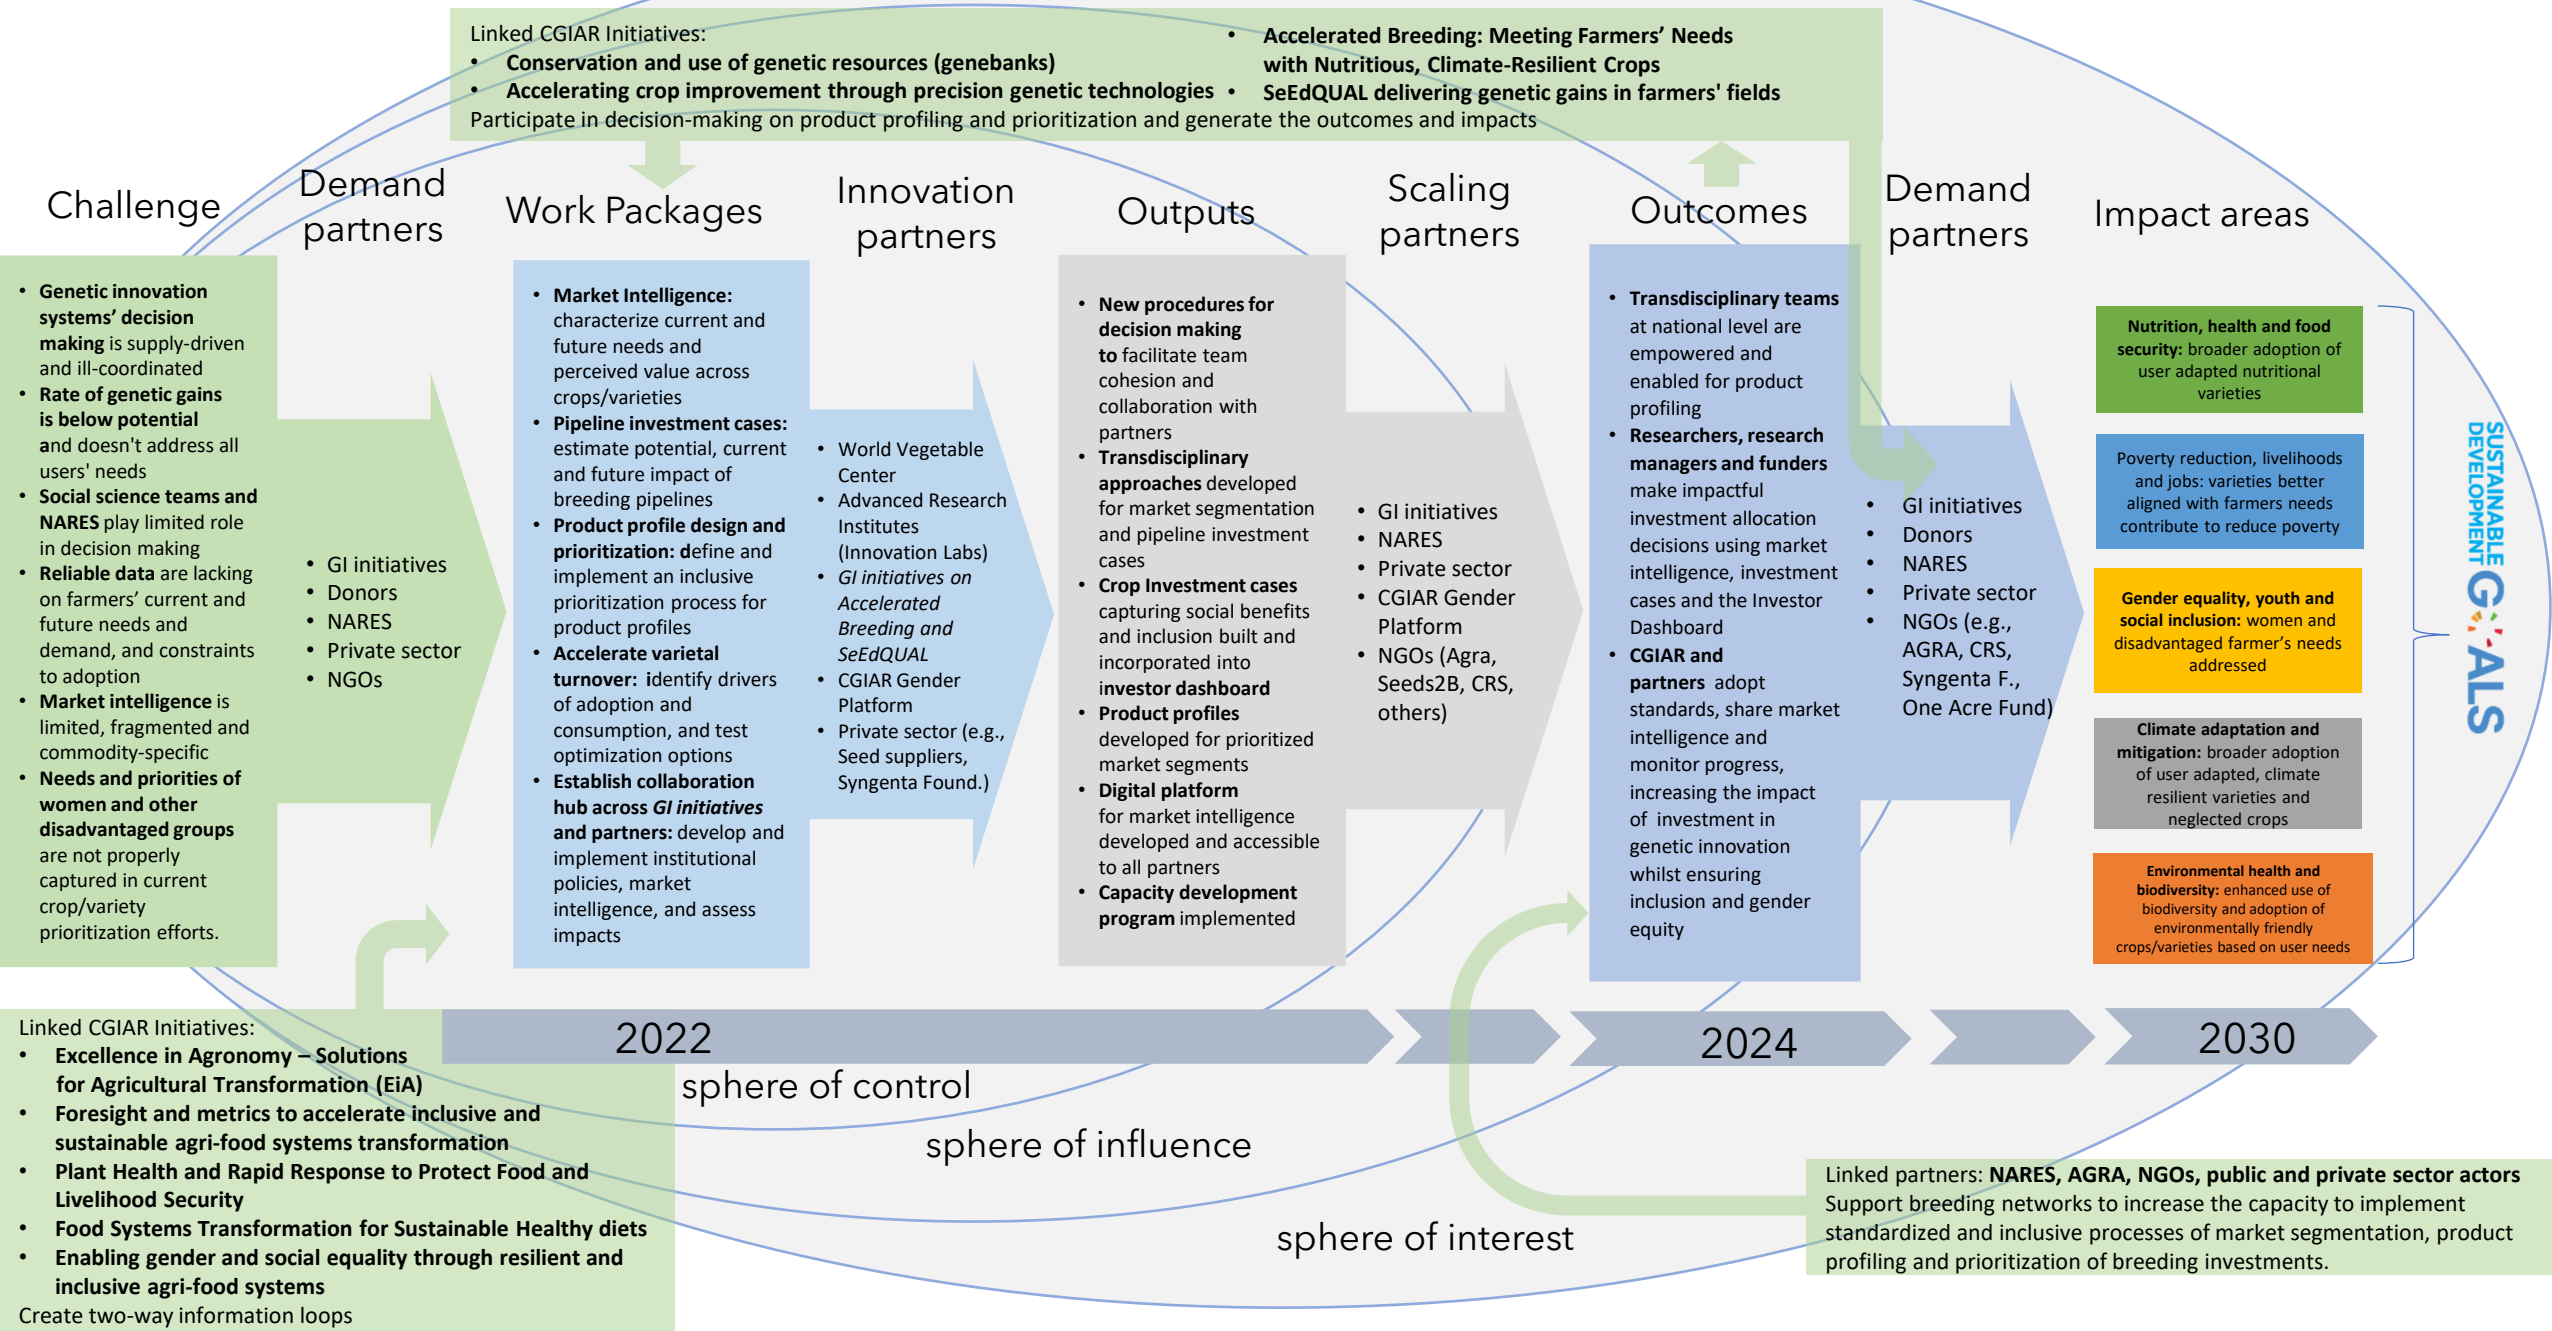 Linked CGIAR Initiatives:
• Conservation and use of genetic resources (genebanks)
• Accelerating crop improvement through precision genetic technologies
• Accelerated Breeding: Meeting Farmers’ Needs
with Nutritious, Climate-Resilient Crops
• SeEdQUAL delivering genetic gains in farmers' fields
Participate in decision-making on product profiling and prioritization and generate the outcomes and impacts
Challenge
• Genetic innovation
systems’ decision
making is supply-driven
and ill-coordinated
• Rate of genetic gains
is below potential
and doesn't address all
users' needs
• Social science teams and
NARES play limited role
in decision making
• Reliable data are lacking
on farmers’ current and
future needs and
demand, and constraints
to adoption
• Market intelligence is
limited, fragmented and
commodity-specific
• Needs and priorities of
women and other
disadvantaged groups
are not properly
captured in current
crop/variety
prioritization efforts.
Demand
partners
• GI initiatives
• Donors
• NARES
• Private sector
• NGOs
Work Packages
• Market Intelligence:
characterize current and
future needs and
perceived value across
crops/varieties
• Pipeline investment cases:
estimate potential, current
and future impact of
breeding pipelines
• Product profile design and
prioritization: define and
implement an inclusive
prioritization process for
product profiles
• Accelerate varietal
turnover: identify drivers
of adoption and
consumption, and test
optimization options
• Establish collaboration
hub across GI initiatives
and partners: develop and
implement institutional
policies, market
intelligence, and assess
impacts
Innovation
partners
• World Vegetable
Center
• Advanced Research
Institutes
(Innovation Labs)
• GI initiatives on
Accelerated
Breeding and
SeEdQUAL
• CGIAR Gender
Platform
• Private sector (e.g.,
Seed suppliers,
Syngenta Found.)
Outputs
• New procedures for
decision making
to facilitate team
cohesion and
collaboration with
partners
• Transdisciplinary
approaches developed
for market segmentation
and pipeline investment
cases
• Crop Investment cases
capturing social benefits
and inclusion built and
incorporated into
investor dashboard
• Product profiles
developed for prioritized
market segments
• Digital platform
for market intelligence
developed and accessible
to all partners
• Capacity development
program implemented
Scaling
partners
• GI initiatives
• NARES
• Private sector
• CGIAR Gender
Platform
• NGOs (Agra,
Seeds2B, CRS,
others)
Outcomes
• Transdisciplinary teams
at national level are
empowered and
enabled for product
profiling
• Researchers, research
managers and funders
make impactful
investment allocation
decisions using market
intelligence, investment
cases and the Investor
Dashboard
• CGIAR and
partners adopt
standards, share market
intelligence and
monitor progress,
increasing the impact
of investment in
genetic innovation
whilst ensuring
inclusion and gender
equity
Demand
partners
• GI initiatives
• Donors
• NARES
• Private sector
• NGOs (e.g.,
AGRA, CRS,
Syngenta F.,
One Acre Fund)
Impact areas
Nutrition, health and food
security: broader adoption of
user adapted nutritional
varieties
Poverty reduction, livelihoods
and jobs: varieties better
aligned with farmers needs
contribute to reduce poverty
Gender equality, youth and
social inclusion: women and
disadvantaged farmer’s needs
addressed
Climate adaptation and
mitigation: broader adoption
of user adapted, climate
resilient varieties and
neglected crops
Environmental health and
biodiversity: enhanced use of
biodiversity and adoption of
environmentally friendly
crops/varieties based on user needs
SUSTAINABLE
DEVELOPMENT
GOALS
2022
2024
2030
sphere of control
sphere of influence
sphere of interest
Linked CGIAR Initiatives:
• Excellence in Agronomy – Solutions
for Agricultural Transformation (EiA)
• Foresight and metrics to accelerate inclusive and
sustainable agri-food systems transformation
• Plant Health and Rapid Response to Protect Food and
Livelihood Security
• Food Systems Transformation for Sustainable Healthy diets
• Enabling gender and social equality through resilient and
inclusive agri-food systems
Create two-way information loops
Linked partners: NARES, AGRA, NGOs, public and private sector actors
Support breeding networks to increase the capacity to implement
standardized and inclusive processes of market segmentation, product
profiling and prioritization of breeding investments.